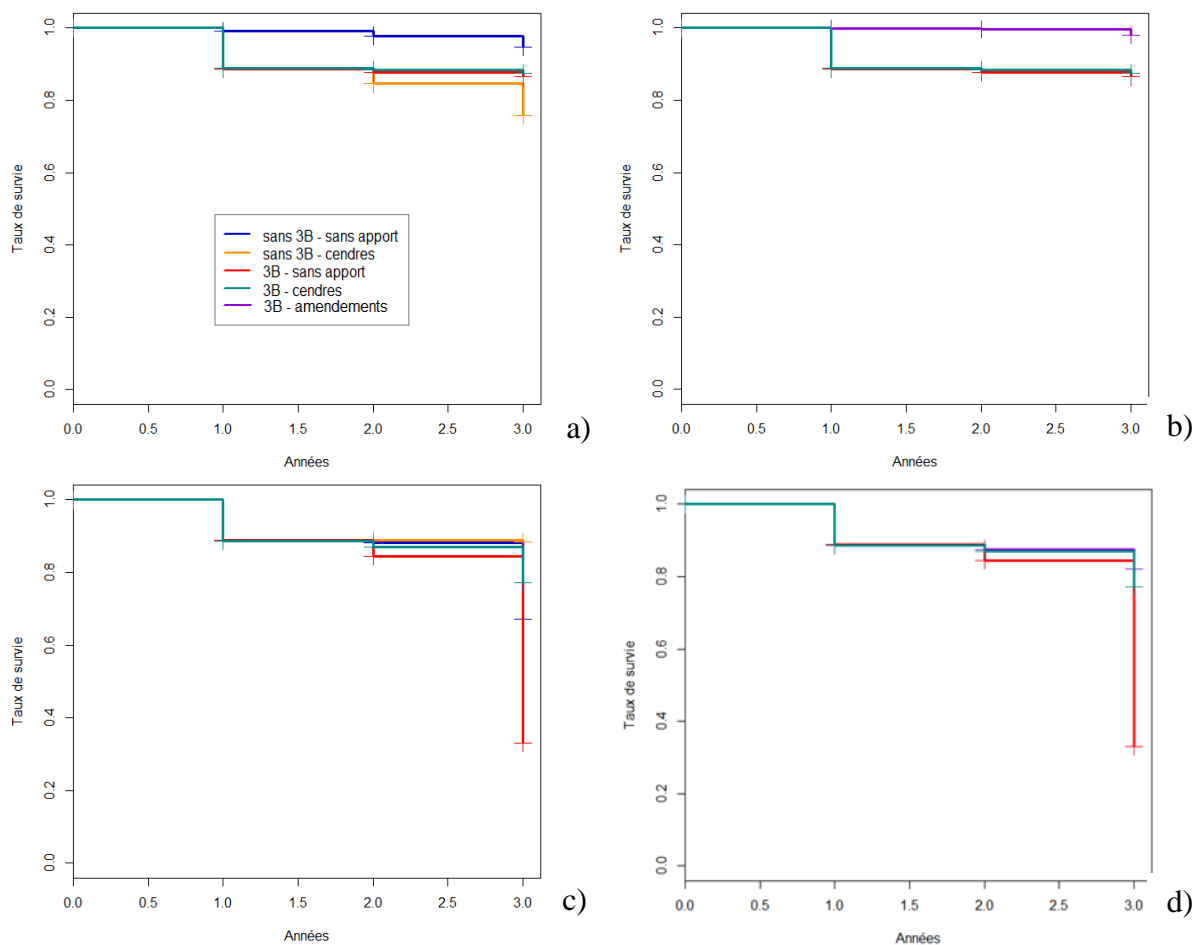 1.0
0.8
0.6
0.4
0.2
0.0
Taux de survie
sans 3B - sans apport
sans 3B - cendres
3B - sans apport
3B - cendres
3B - amendements
0.0 0.5 1.0 1.5 2.0 2.5 3.0
Années
a)
1.0
0.8
0.6
0.4
0.2
0.0
Taux de survie
0.0 0.5 1.0 1.5 2.0 2.5 3.0
Années
b)
1.0
0.8
0.6
0.4
0.2
0.0
Taux de survie
0.0 0.5 1.0 1.5 2.0 2.5 3.0
Années
c)
1.0
0.8
0.6
0.4
0.2
0.0
Taux de survie
0.0 0.5 1.0 1.5 2.0 2.5 3.0
Années
d)